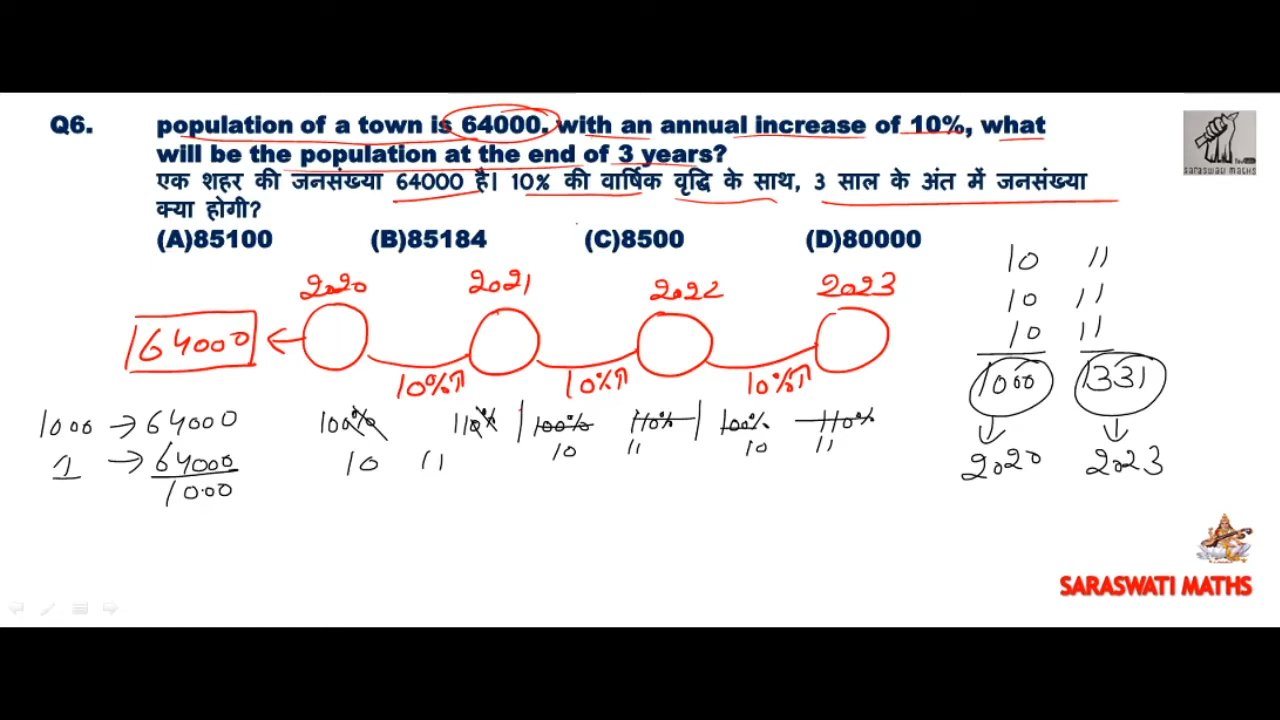 Q6. population of a town is 64000. with an annual increase of 10%, what
will be the population at the end of 3 years?
एक शहर की जनसंख्या 64000 है। 10% की वार्षिक वृद्धि के साथ, 3 साल के अंत में जनसंख्या
क्या होगी?
(A)85100 (B)85184 (C)8500 (D)80000
2020 2021 2022 2023
64000
10%↑ 10%↑ 10%↑
1000 → 64000
1 → 64000
1000
100% 110% 100% 110% 100% 110%
10 11 10 11 10 11
10 11
10 11
10 11
1000 1331
2020 2023
SARASWATI MATHS
SARASWATI MATHS